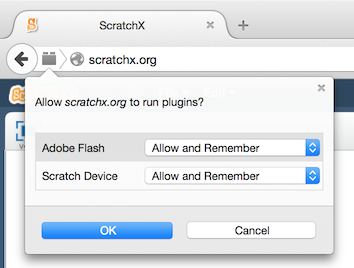 ScratchX
scratchx.org
Allow scratchx.org to run plugins?
Adobe Flash Allow and Remember
Scratch Device Allow and Remember
OK Cancel